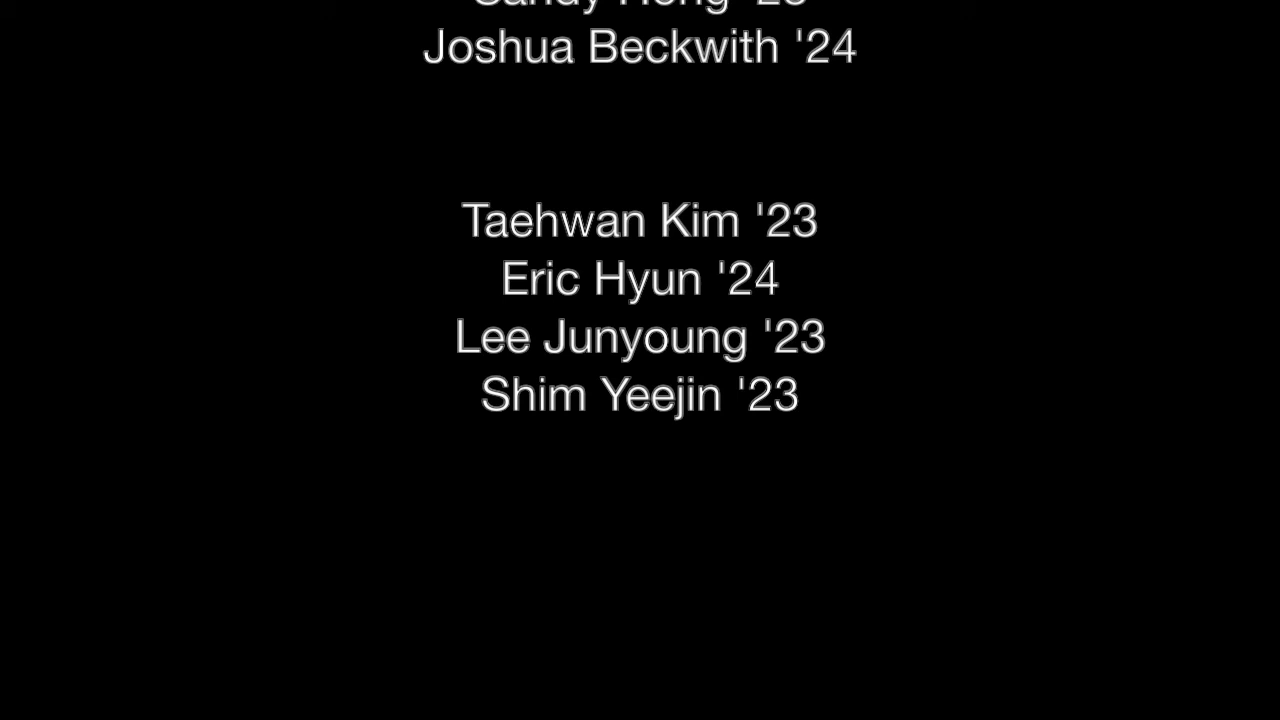 Joshua Beckwith '24
Taehwan Kim '23
Eric Hyun '24
Lee Junyoung '23
Shim Yeejin '23